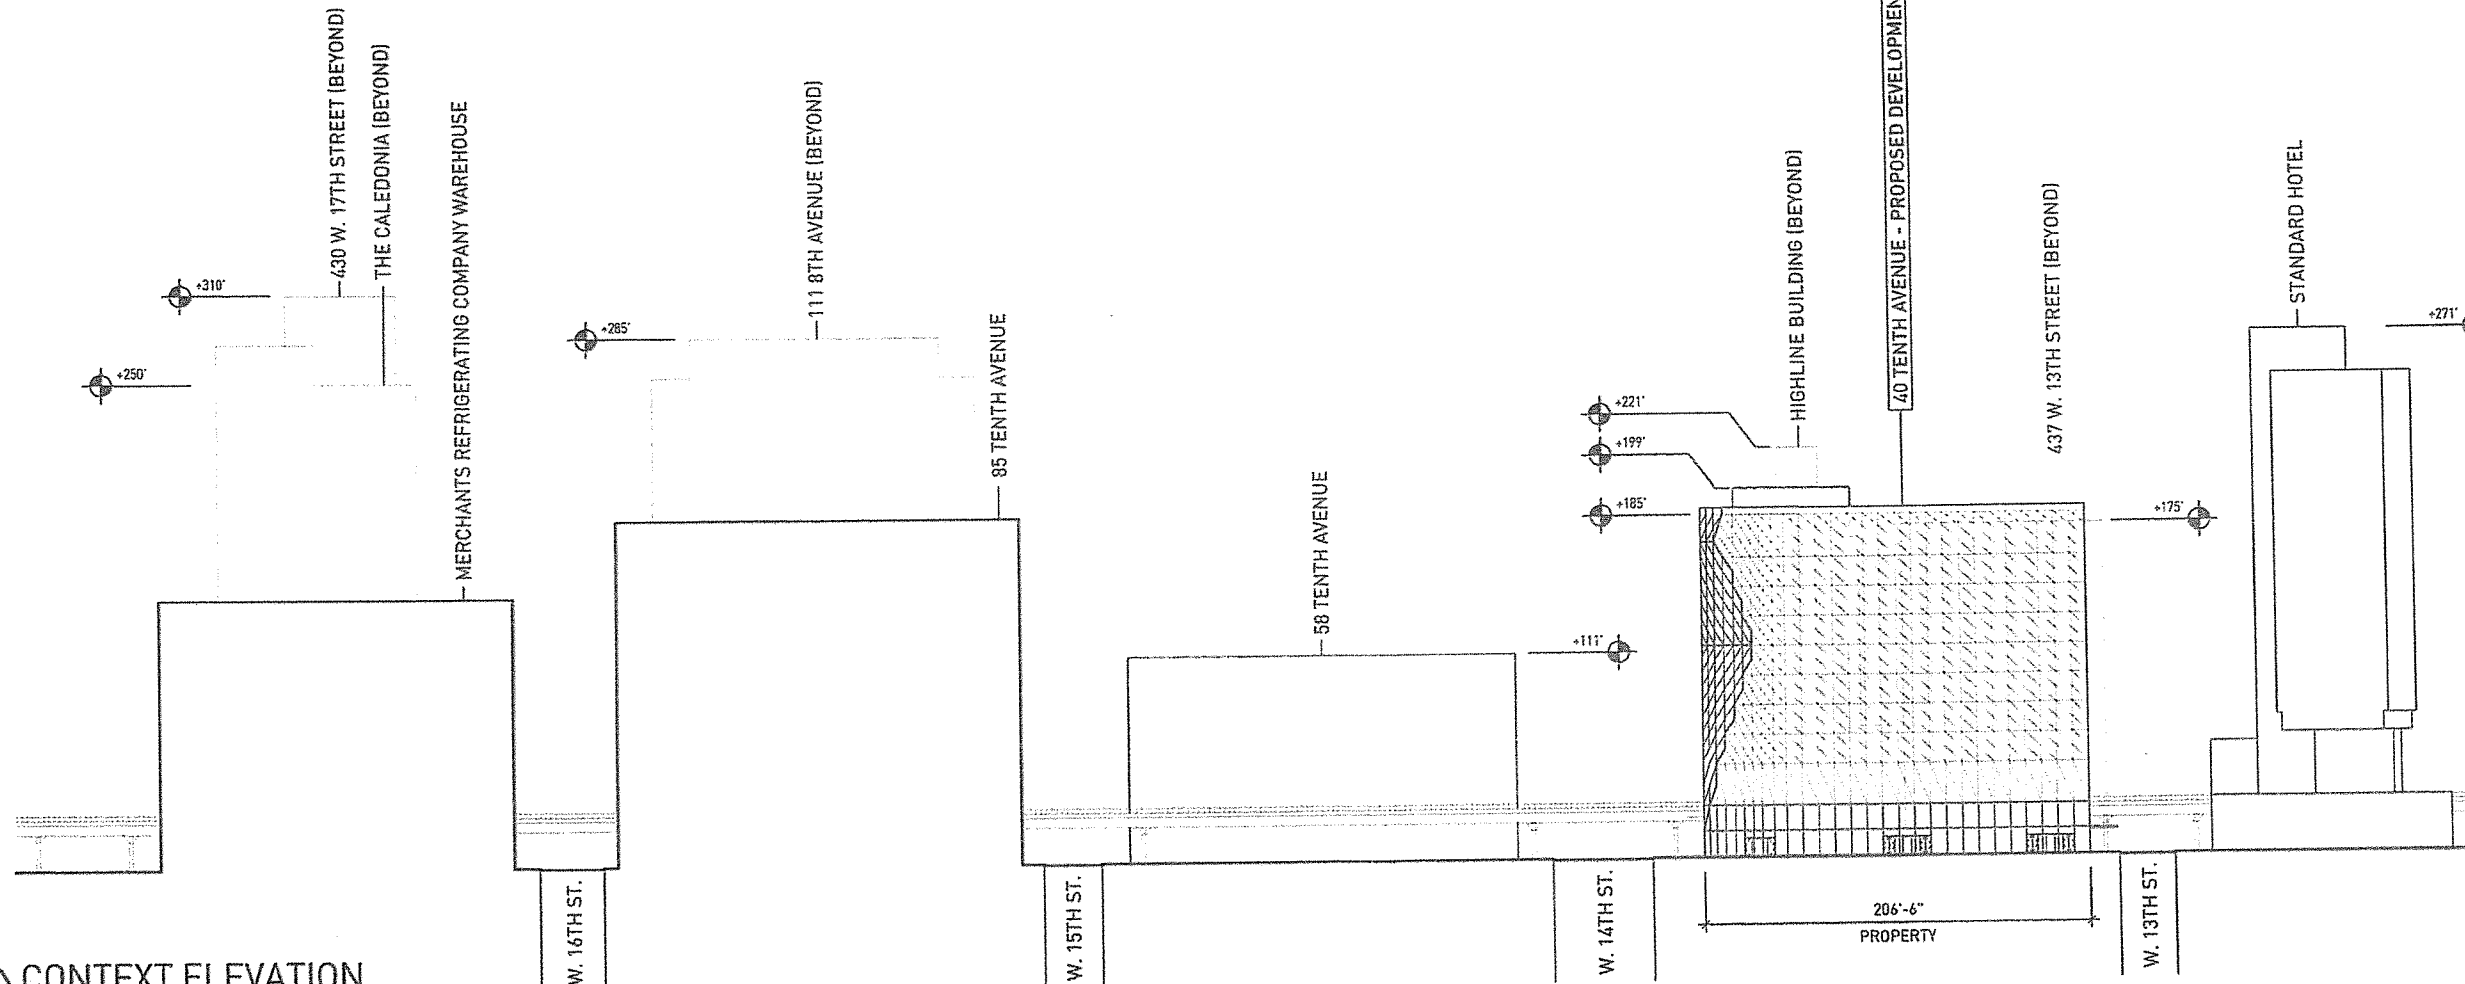 430 W. 17TH STREET (BEYOND)
THE CALEDONIA (BEYOND)
MERCHANTS REFRIGERATING COMPANY WAREHOUSE
111 8TH AVENUE (BEYOND)
85 TENTH AVENUE
58 TENTH AVENUE
HIGHLINE BUILDING (BEYOND)
40 TENTH AVENUE - PROPOSED DEVELOPMEN
437 W. 13TH STREET (BEYOND)
STANDARD HOTEL
+310'
+250'
+285'
+111'
+221'
+199'
+185'
+175'
+271'
W. 16TH ST.
W. 15TH ST.
W. 14TH ST.
W. 13TH ST.
206'-6"
PROPERTY
CONTEXT ELEVATION